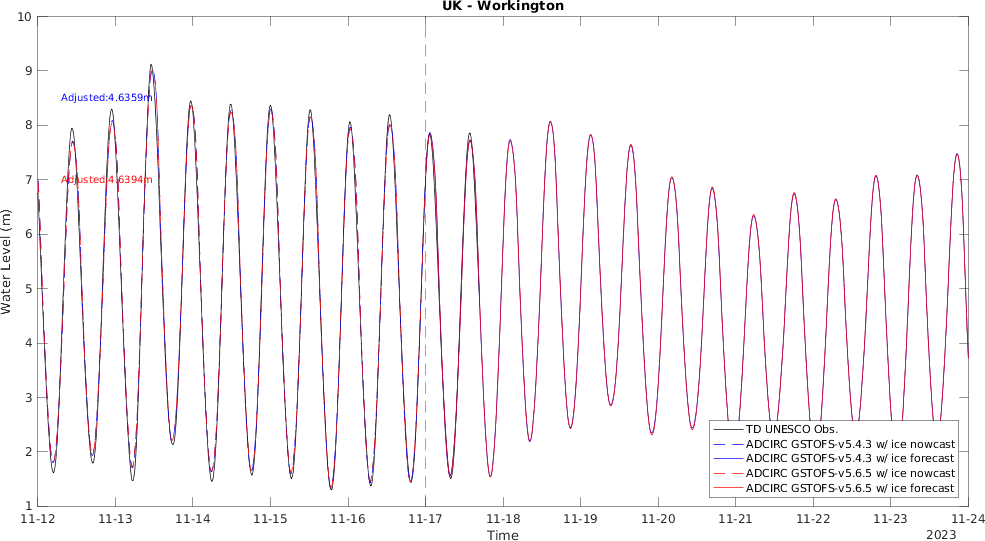 UK - Workington
10
9
8
7
6
5
4
3
2
1
Water Level (m)
Adjusted:4.6359m
Adjusted:4.6394m
TD UNESCO Obs.
ADCIRC GSTOFS-v5.4.3 w/ ice nowcast
ADCIRC GSTOFS-v5.4.3 w/ ice forecast
ADCIRC GSTOFS-v5.6.5 w/ ice nowcast
ADCIRC GSTOFS-v5.6.5 w/ ice forecast
11-12 11-13 11-14 11-15 11-16 11-17 11-18 11-19 11-20 11-21 11-22 11-23 11-24
Time
2023